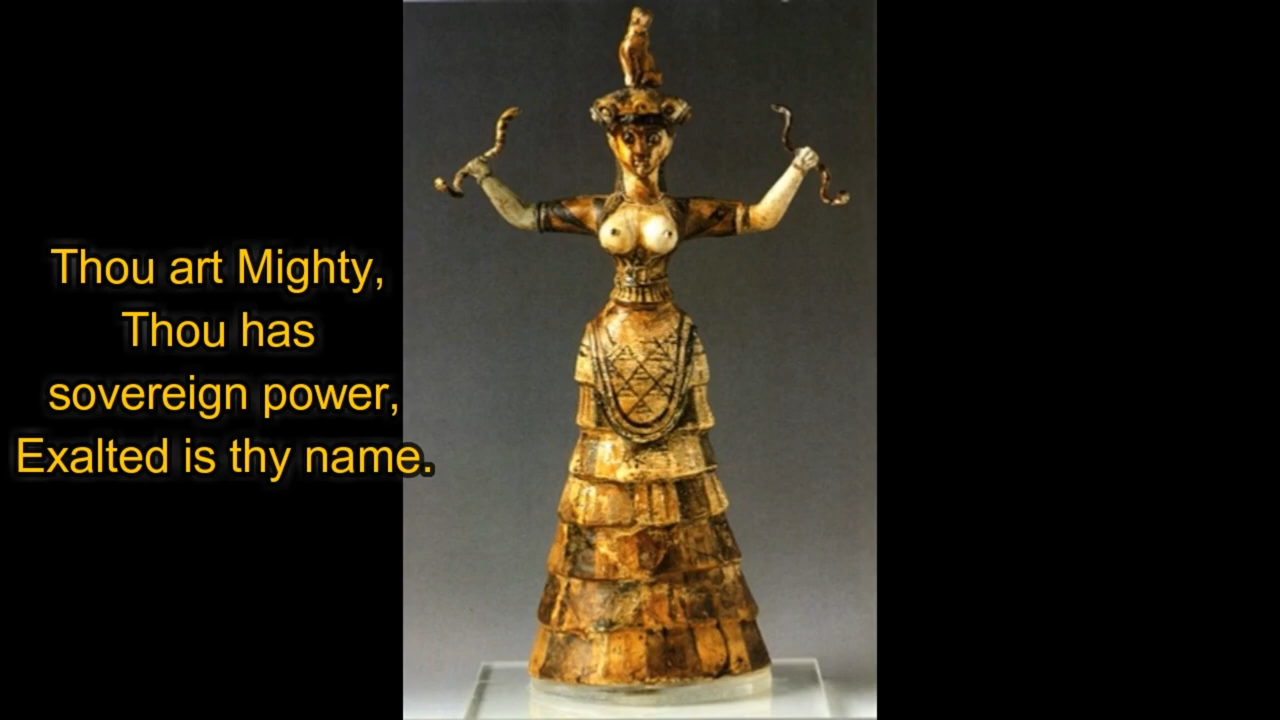 Thou art Mighty,
Thou has
sovereign power,
Exalted is thy name.